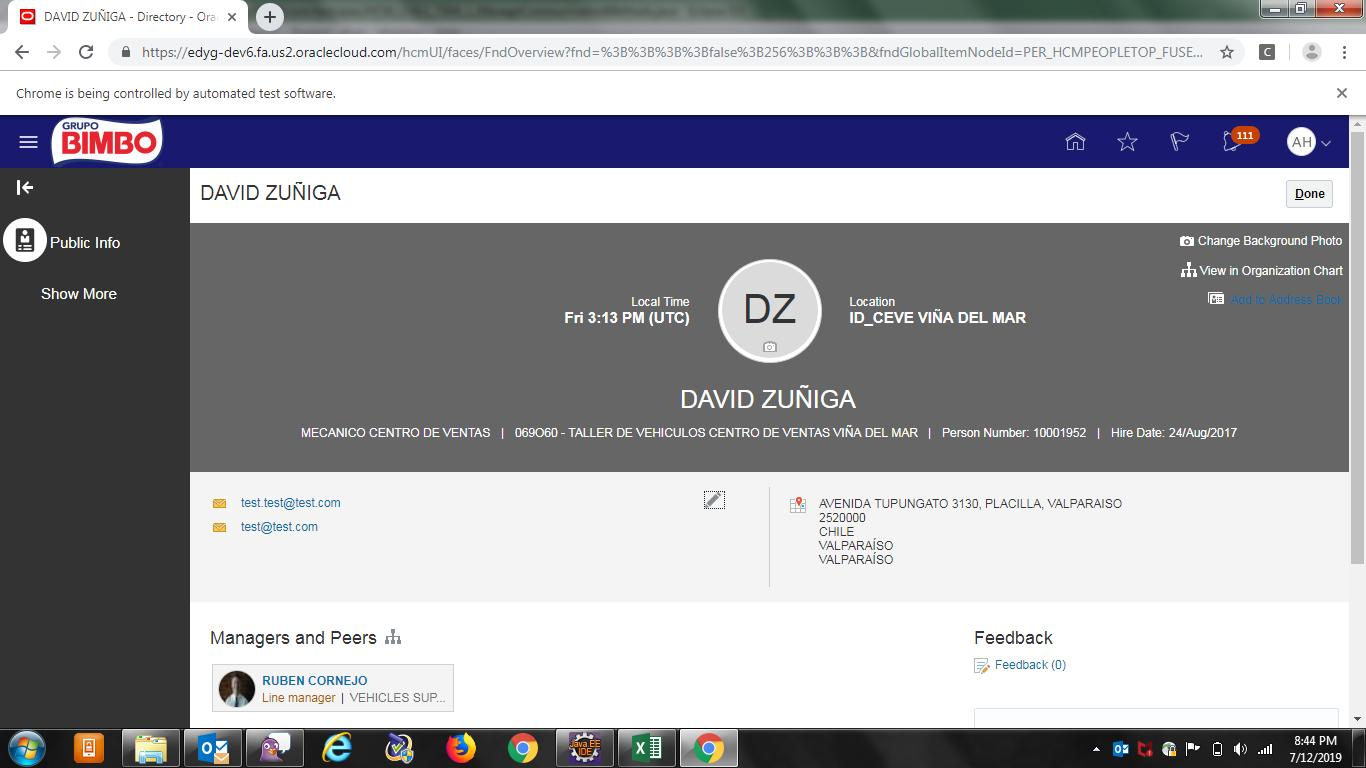 DAVID ZUÑIGA - Directory - Ora
https://edyg-dev6.fa.us2.oraclecloud.com/hcmUI/faces/FndOverview?fnd=%3B%3B%3B%3Bfalse%3B256%3B%3B%3B&fndGlobalItemNodeId=PER_HCMPEOPLETOP_FUSE...
C
Chrome is being controlled by automated test software.
GRUPO
BIMBO
111
AH
DAVID ZUÑIGA
Done
Public Info
Show More
Change Background Photo
View in Organization Chart
Add to Address Book
Local Time
Fri 3:13 PM (UTC)
DZ
Location
ID_CEVE VIÑA DEL MAR
DAVID ZUÑIGA
MECANICO CENTRO DE VENTAS | 069O60 - TALLER DE VEHICULOS CENTRO DE VENTAS VIÑA DEL MAR | Person Number: 10001952 | Hire Date: 24/Aug/2017
test.test@test.com
test@test.com
AVENIDA TUPUNGATO 3130, PLACILLA, VALPARAISO
2520000
CHILE
VALPARAÍSO
VALPARAÍSO
Managers and Peers
RUBEN CORNEJO
Line manager | VEHICLES SUP...
Feedback
Feedback (0)
Java EE
IDE
8:44 PM
7/12/2019